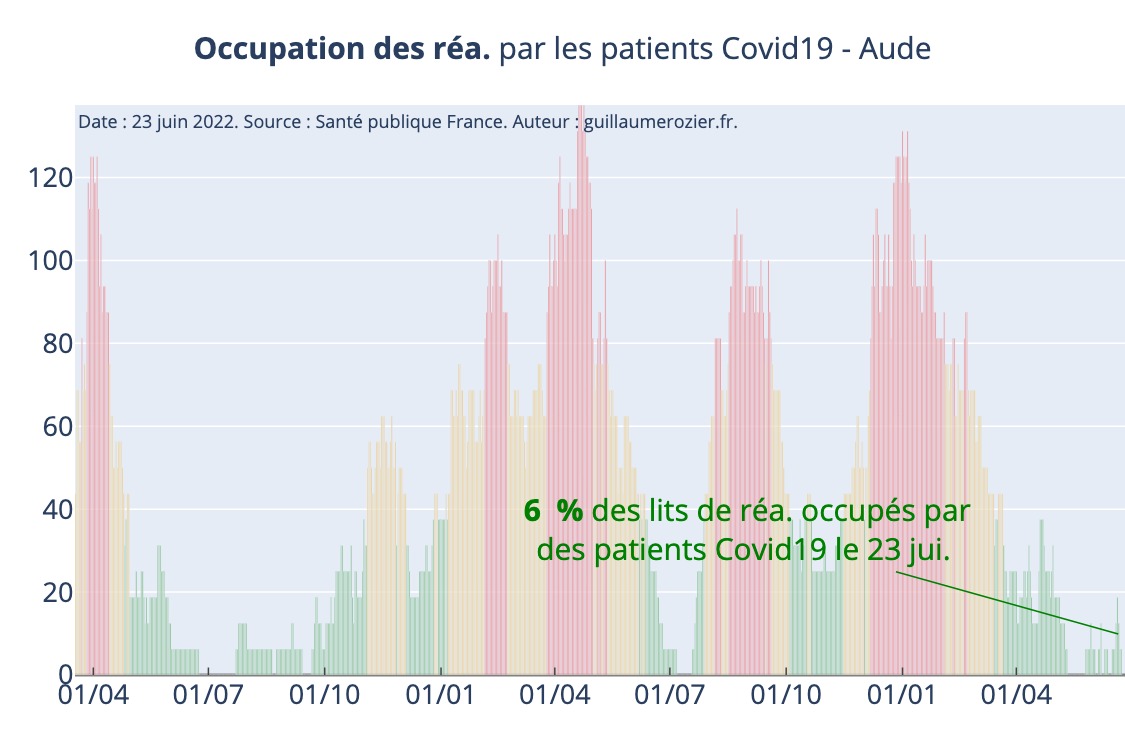 Occupation des réa. par les patients Covid19 - Aude
Date : 23 juin 2022. Source : Santé publique France. Auteur : guillaumerozier.fr.
120
100
80
60
40
20
0
6 % des lits de réa. occupés par
des patients Covid19 le 23 jui.
01/04 01/07 01/10 01/01 01/04 01/07 01/10 01/01 01/04